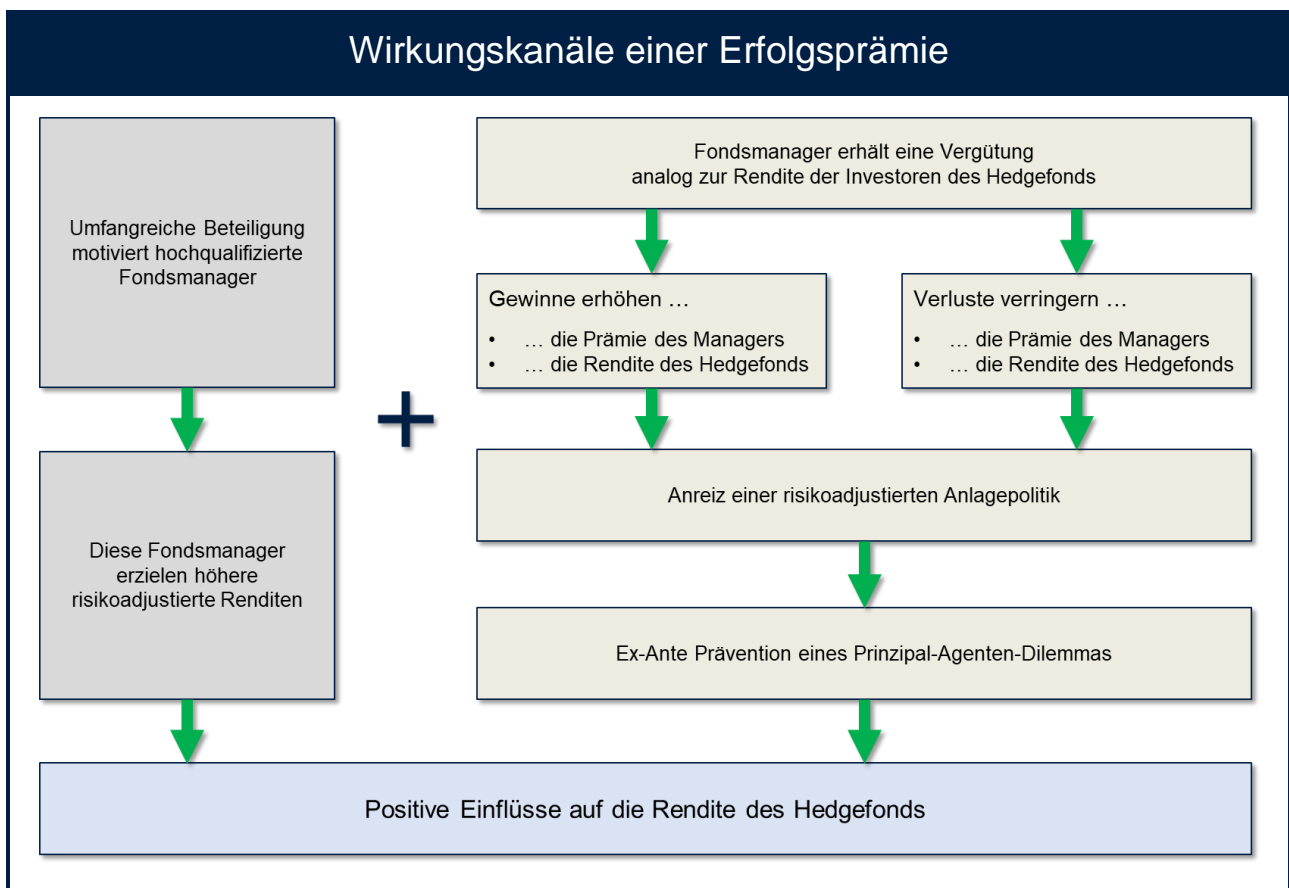 Wirkungskanäle einer Erfolgsprämie
Umfangreiche Beteiligung
motiviert hochqualifizierte
Fondsmanager
Diese Fondsmanager
erzielen höhere
risikoadjustierte Renditen
+
Fondsmanager erhält eine Vergütung
analog zur Rendite der Investoren des Hedgefonds
Gewinne erhöhen …
• … die Prämie des Managers
• … die Rendite des Hedgefonds
Verluste verringern …
• … die Prämie des Managers
• … die Rendite des Hedgefonds
Anreiz einer risikoadjustierten Anlagepolitik
Ex-Ante Prävention eines Prinzipal-Agenten-Dilemmas
Positive Einflüsse auf die Rendite des Hedgefonds